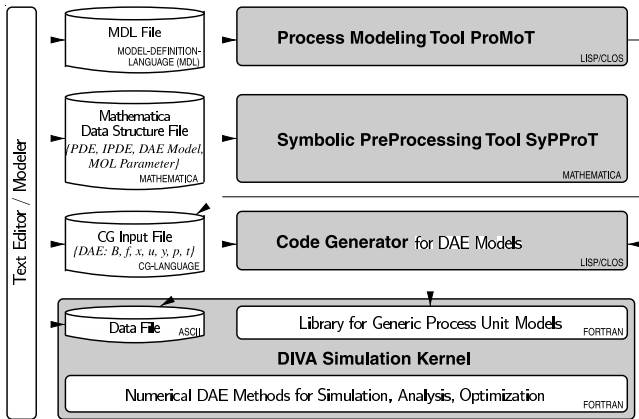 Text Editor / Modeler
MDL File
MODEL-DEFINITION-
LANGUAGE (MDL)
Process Modeling Tool ProMoT
LISP/CLOS
Mathematica
Data Structure File
{PDE, IPDE, DAE Model,
MOL Parameter}
MATHEMATICA
Symbolic PreProcessing Tool SyPProT
MATHEMATICA
CG Input File
{DAE: B, f, x, u, y, p, t}
CG-LANGUAGE
Code Generator for DAE Models
LISP/CLOS
Data File
ASCII
Library for Generic Process Unit Models
FORTRAN
DIVA Simulation Kernel
Numerical DAE Methods for Simulation, Analysis, Optimization
FORTRAN